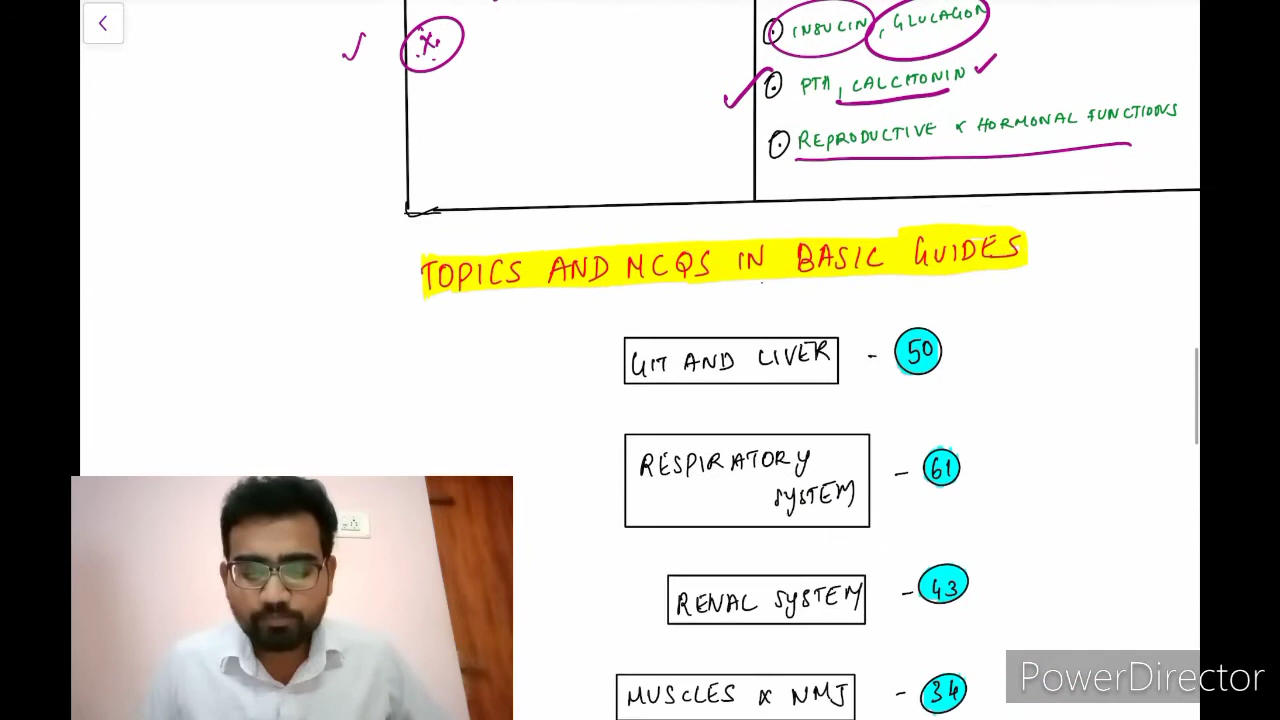 INSULIN, GLUCAGON
PTH, CALCITONIN
REPRODUCTIVE & HORMONAL FUNCTIONS
TOPICS AND MCQS IN BASIC GUIDES
GIT AND LIVER - 50
RESPIRATORY
SYSTEM - 61
RENAL SYSTEM - 43
MUSCLES & NMJ - 34
PowerDirector